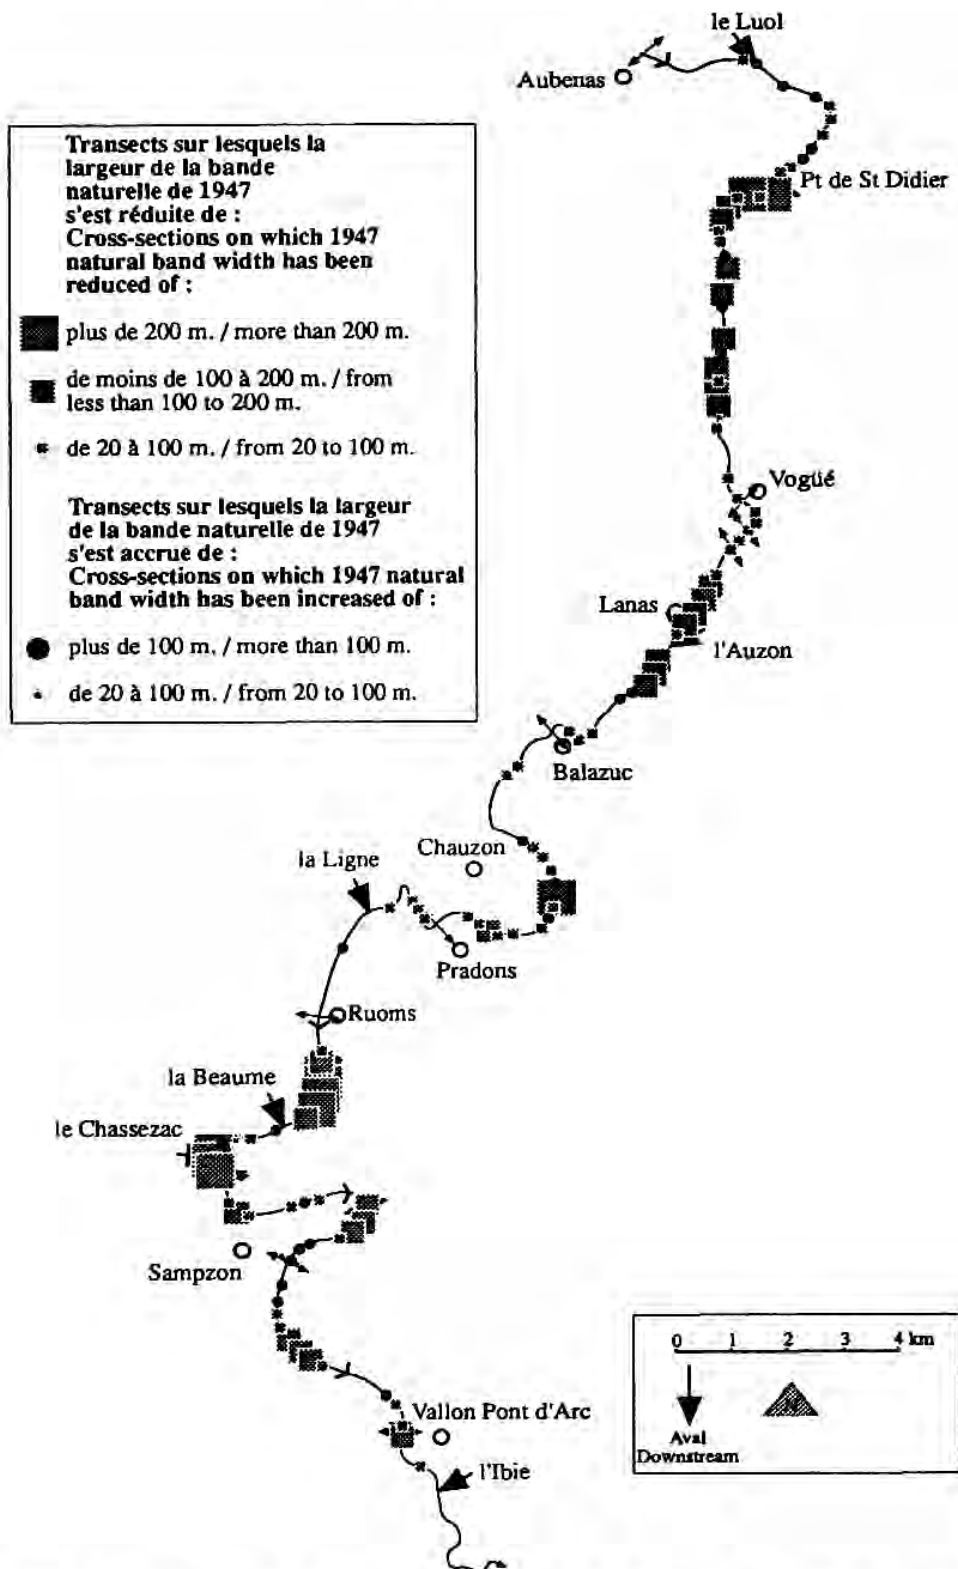 le Luol
Aubenas
Transects sur lesquels la
largeur de la bande
naturelle de 1947
s'est réduite de :
Cross-sections on which 1947
natural band width has been
reduced of :
plus de 200 m. / more than 200 m.
de moins de 100 à 200 m. / from
less than 100 to 200 m.
de 20 à 100 m. / from 20 to 100 m.
Transects sur lesquels la largeur
de la bande naturelle de 1947
s'est accrue de :
Cross-sections on which 1947 natural
band width has been increased of :
plus de 100 m. / more than 100 m.
de 20 à 100 m. / from 20 to 100 m.
Pt de St Didier
Vogüé
Lanas
l'Auzon
Balazuc
Chauzon
la Ligne
Pradons
Ruoms
la Beaume
le Chassezac
Sampzon
Vallon Pont d'Arc
l'Ibie
0 1 2 3 4 km
N
Aval
Downstream